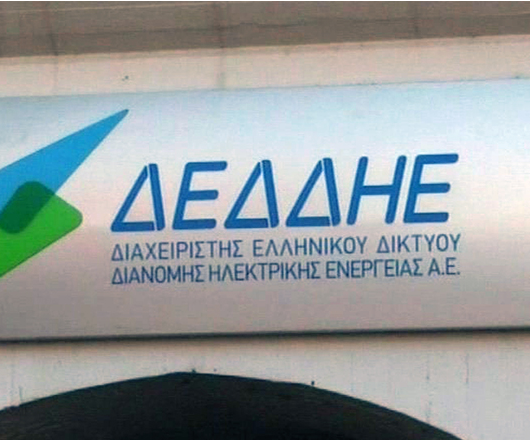 ΔΕΔΔΗΕ
ΔΙΑΧΕΙΡΙΣΤΗΣ ΕΛΛΗΝΙΚΟΥ ΔΙΚΤΥΟΥ
ΔΙΑΝΟΜΗΣ ΗΛΕΚΤΡΙΚΗΣ ΕΝΕΡΓΕΙΑΣ Α.Ε.